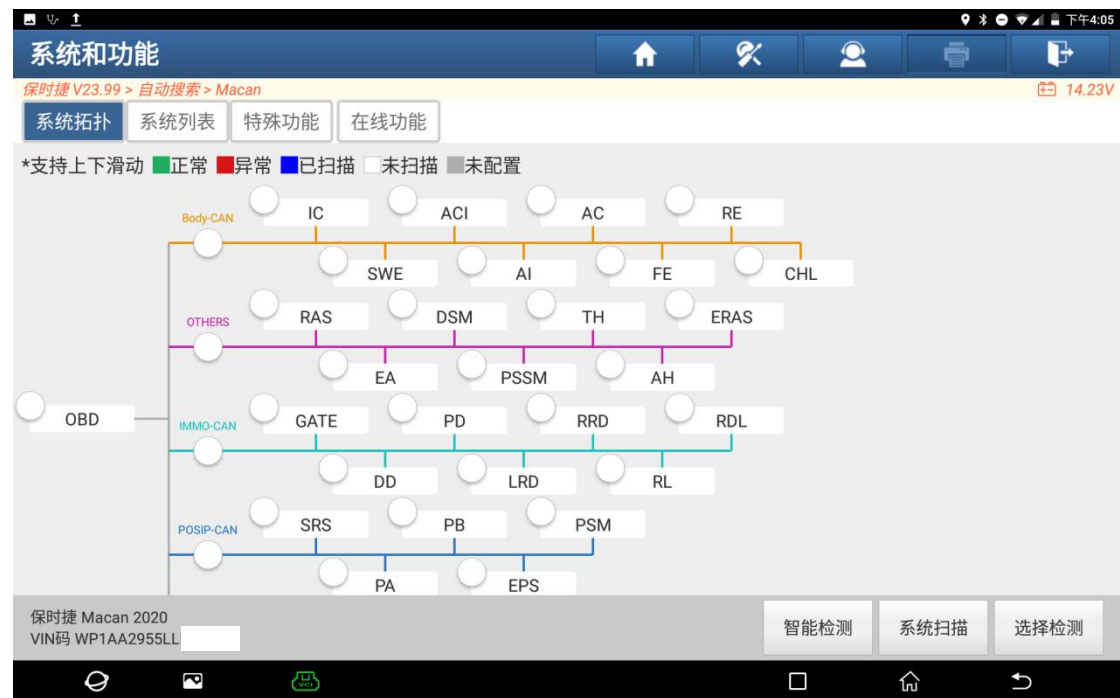 下午4:05
系统和功能
保时捷 V23.99 > 自动搜索 > Macan
14.23V
系统拓扑 系统列表 特殊功能 在线功能
*支持上下滑动 正常 异常 已扫描 未扫描 未配置
Body-CAN IC ACI AC RE
SWE AI FE CHL
OTHERS RAS DSM TH ERAS
EA PSSM AH
OBD
IMMO-CAN GATE PD RRD RDL
DD LRD RL
POSIP-CAN SRS PB PSM
PA EPS
保时捷 Macan 2020
VIN码 WP1AA2955LL
智能检测 系统扫描 选择检测
VCI